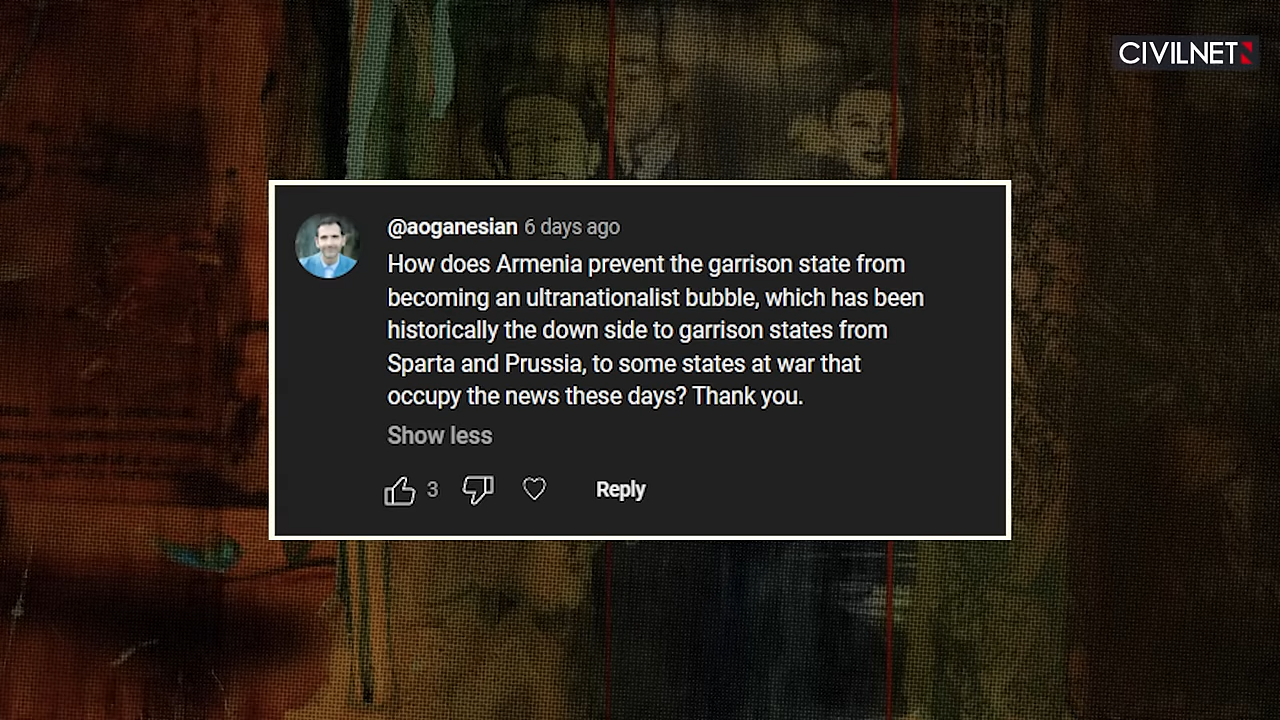 CIVILNET
@aoganesian 6 days ago
How does Armenia prevent the garrison state from
becoming an ultranationalist bubble, which has been
historically the down side to garrison states from
Sparta and Prussia, to some states at war that
occupy the news these days? Thank you.
Show less
3 Reply